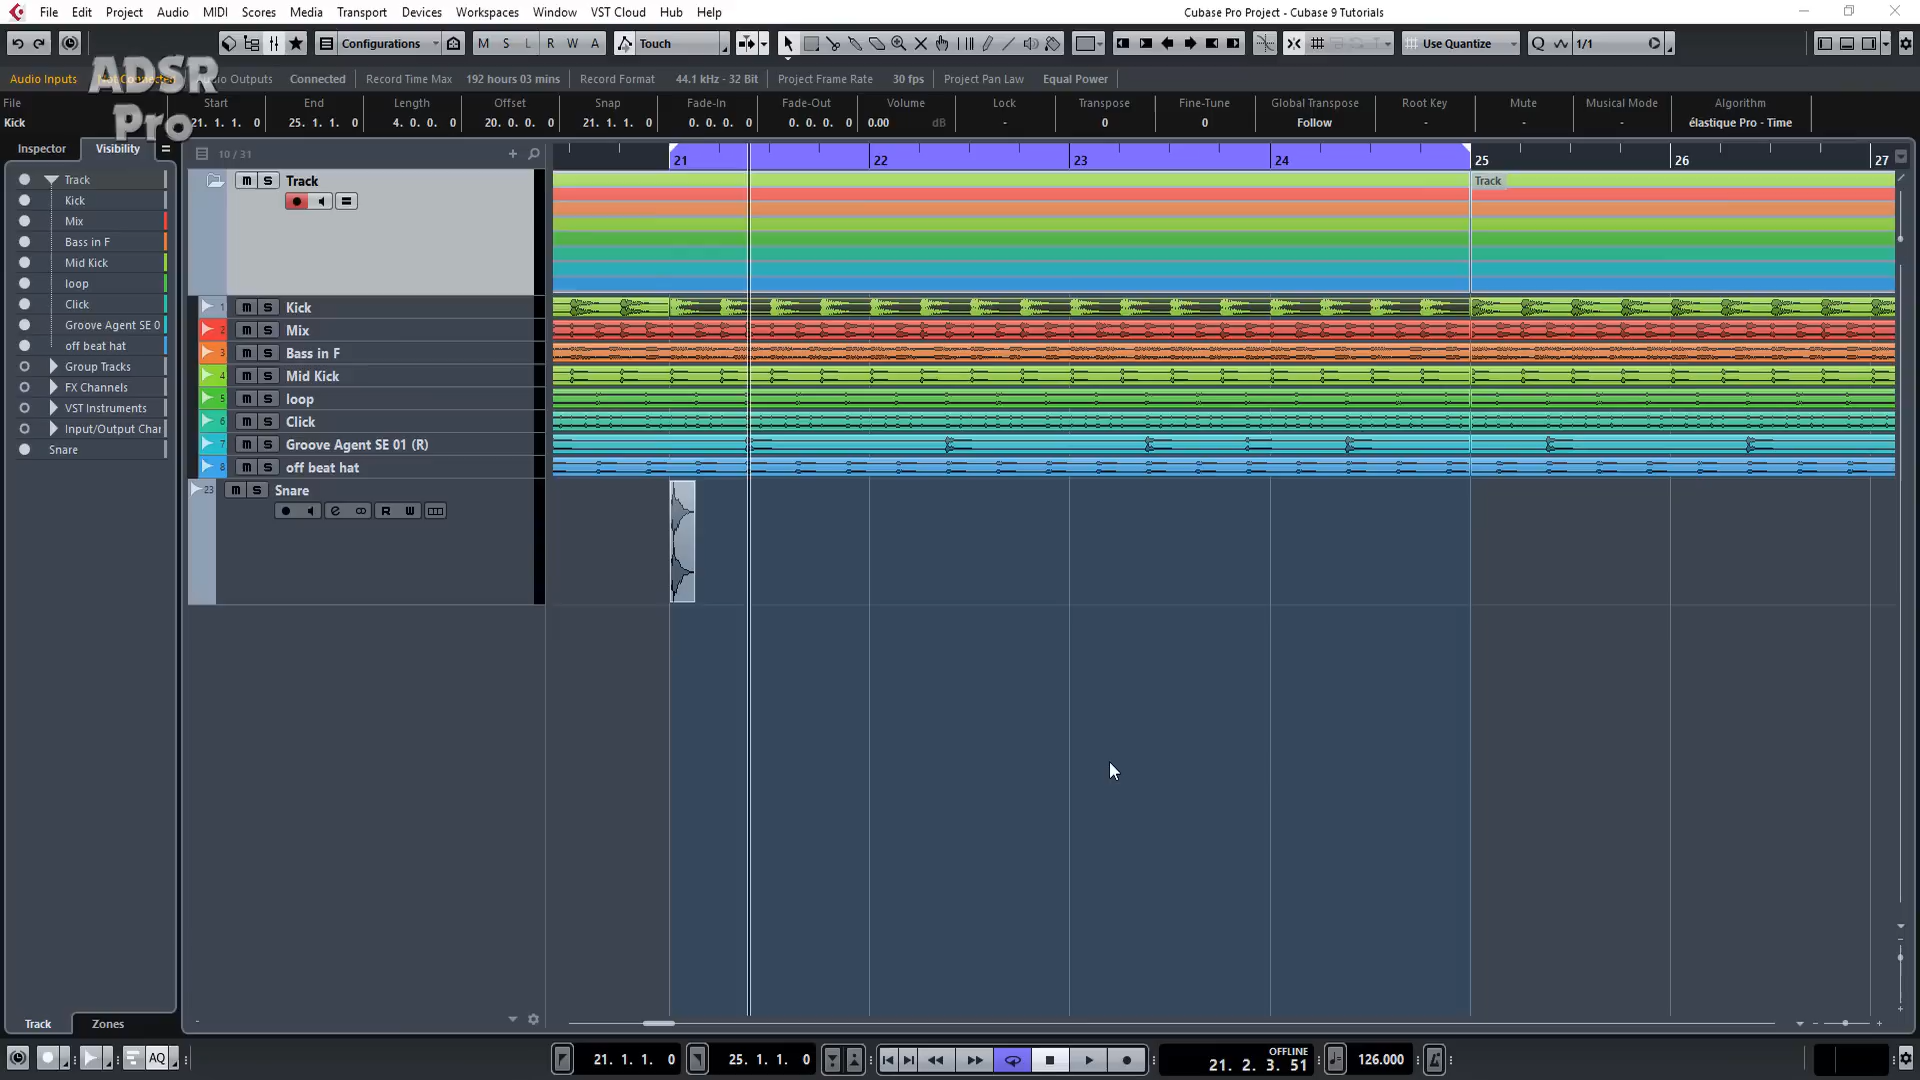 File Edit Project Audio MIDI Scores Media Transport Devices Workspaces Window VST Cloud Hub Help Cubase Pro Project - Cubase 9 Tutorials
Configurations M S L R W A Touch Use Quantize Q 1/1
ADSR
Pro
Audio Inputs Audio Outputs Connected Record Time Max 192 hours 03 mins Record Format 44.1 kHz - 32 Bit Project Frame Rate 30 fps Project Pan Law Equal Power
File Start End Length Offset Snap Fade-In Fade-Out Volume Lock Transpose Fine-Tune Global Transpose Root Key Mute Musical Mode Algorithm
Kick 21. 1. 1. 0 25. 1. 1. 0 4. 0. 0. 0 20. 0. 0. 0 21. 1. 1. 0 0. 0. 0. 0 0. 0. 0. 0 0.00 dB - 0 0 Follow - - - élastique Pro - Time
Inspector Visibility 10 / 31 21 22 23 24 25 26 27
Track
Kick
Mix
Bass in F
Mid Kick
loop
Click
Groove Agent SE 0
off beat hat
Group Tracks
FX Channels
VST Instruments
Input/Output Char
Snare
m S Track Track
1 m S Kick
2 m S Mix
3 m S Bass in F
4 m S Mid Kick
5 m S loop
6 m S Click
7 m S Groove Agent SE 01 (R)
8 m S off beat hat
23 m S Snare
e R W
Track Zones -
AQ 21. 1. 1. 0 25. 1. 1. 0 OFFLINE 21. 2. 3. 51 126.000